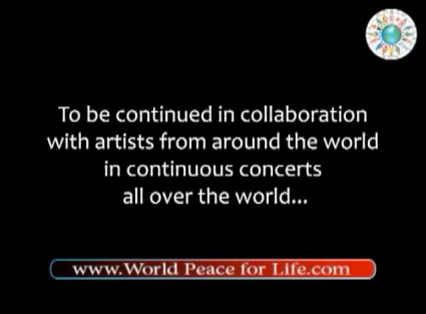 To be continued in collaboration
with artists from around the world
in continuous concerts
all over the world...
www.World Peace for Life.com